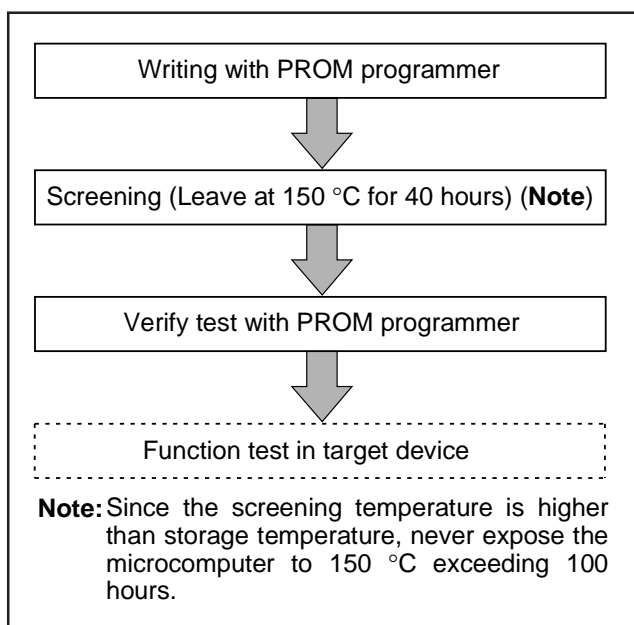 Writing with PROM programmer
Screening (Leave at 150 °C for 40 hours) (Note)
Verify test with PROM programmer
Function test in target device
Note: Since the screening temperature is higher
than storage temperature, never expose the
microcomputer to 150 °C exceeding 100
hours.